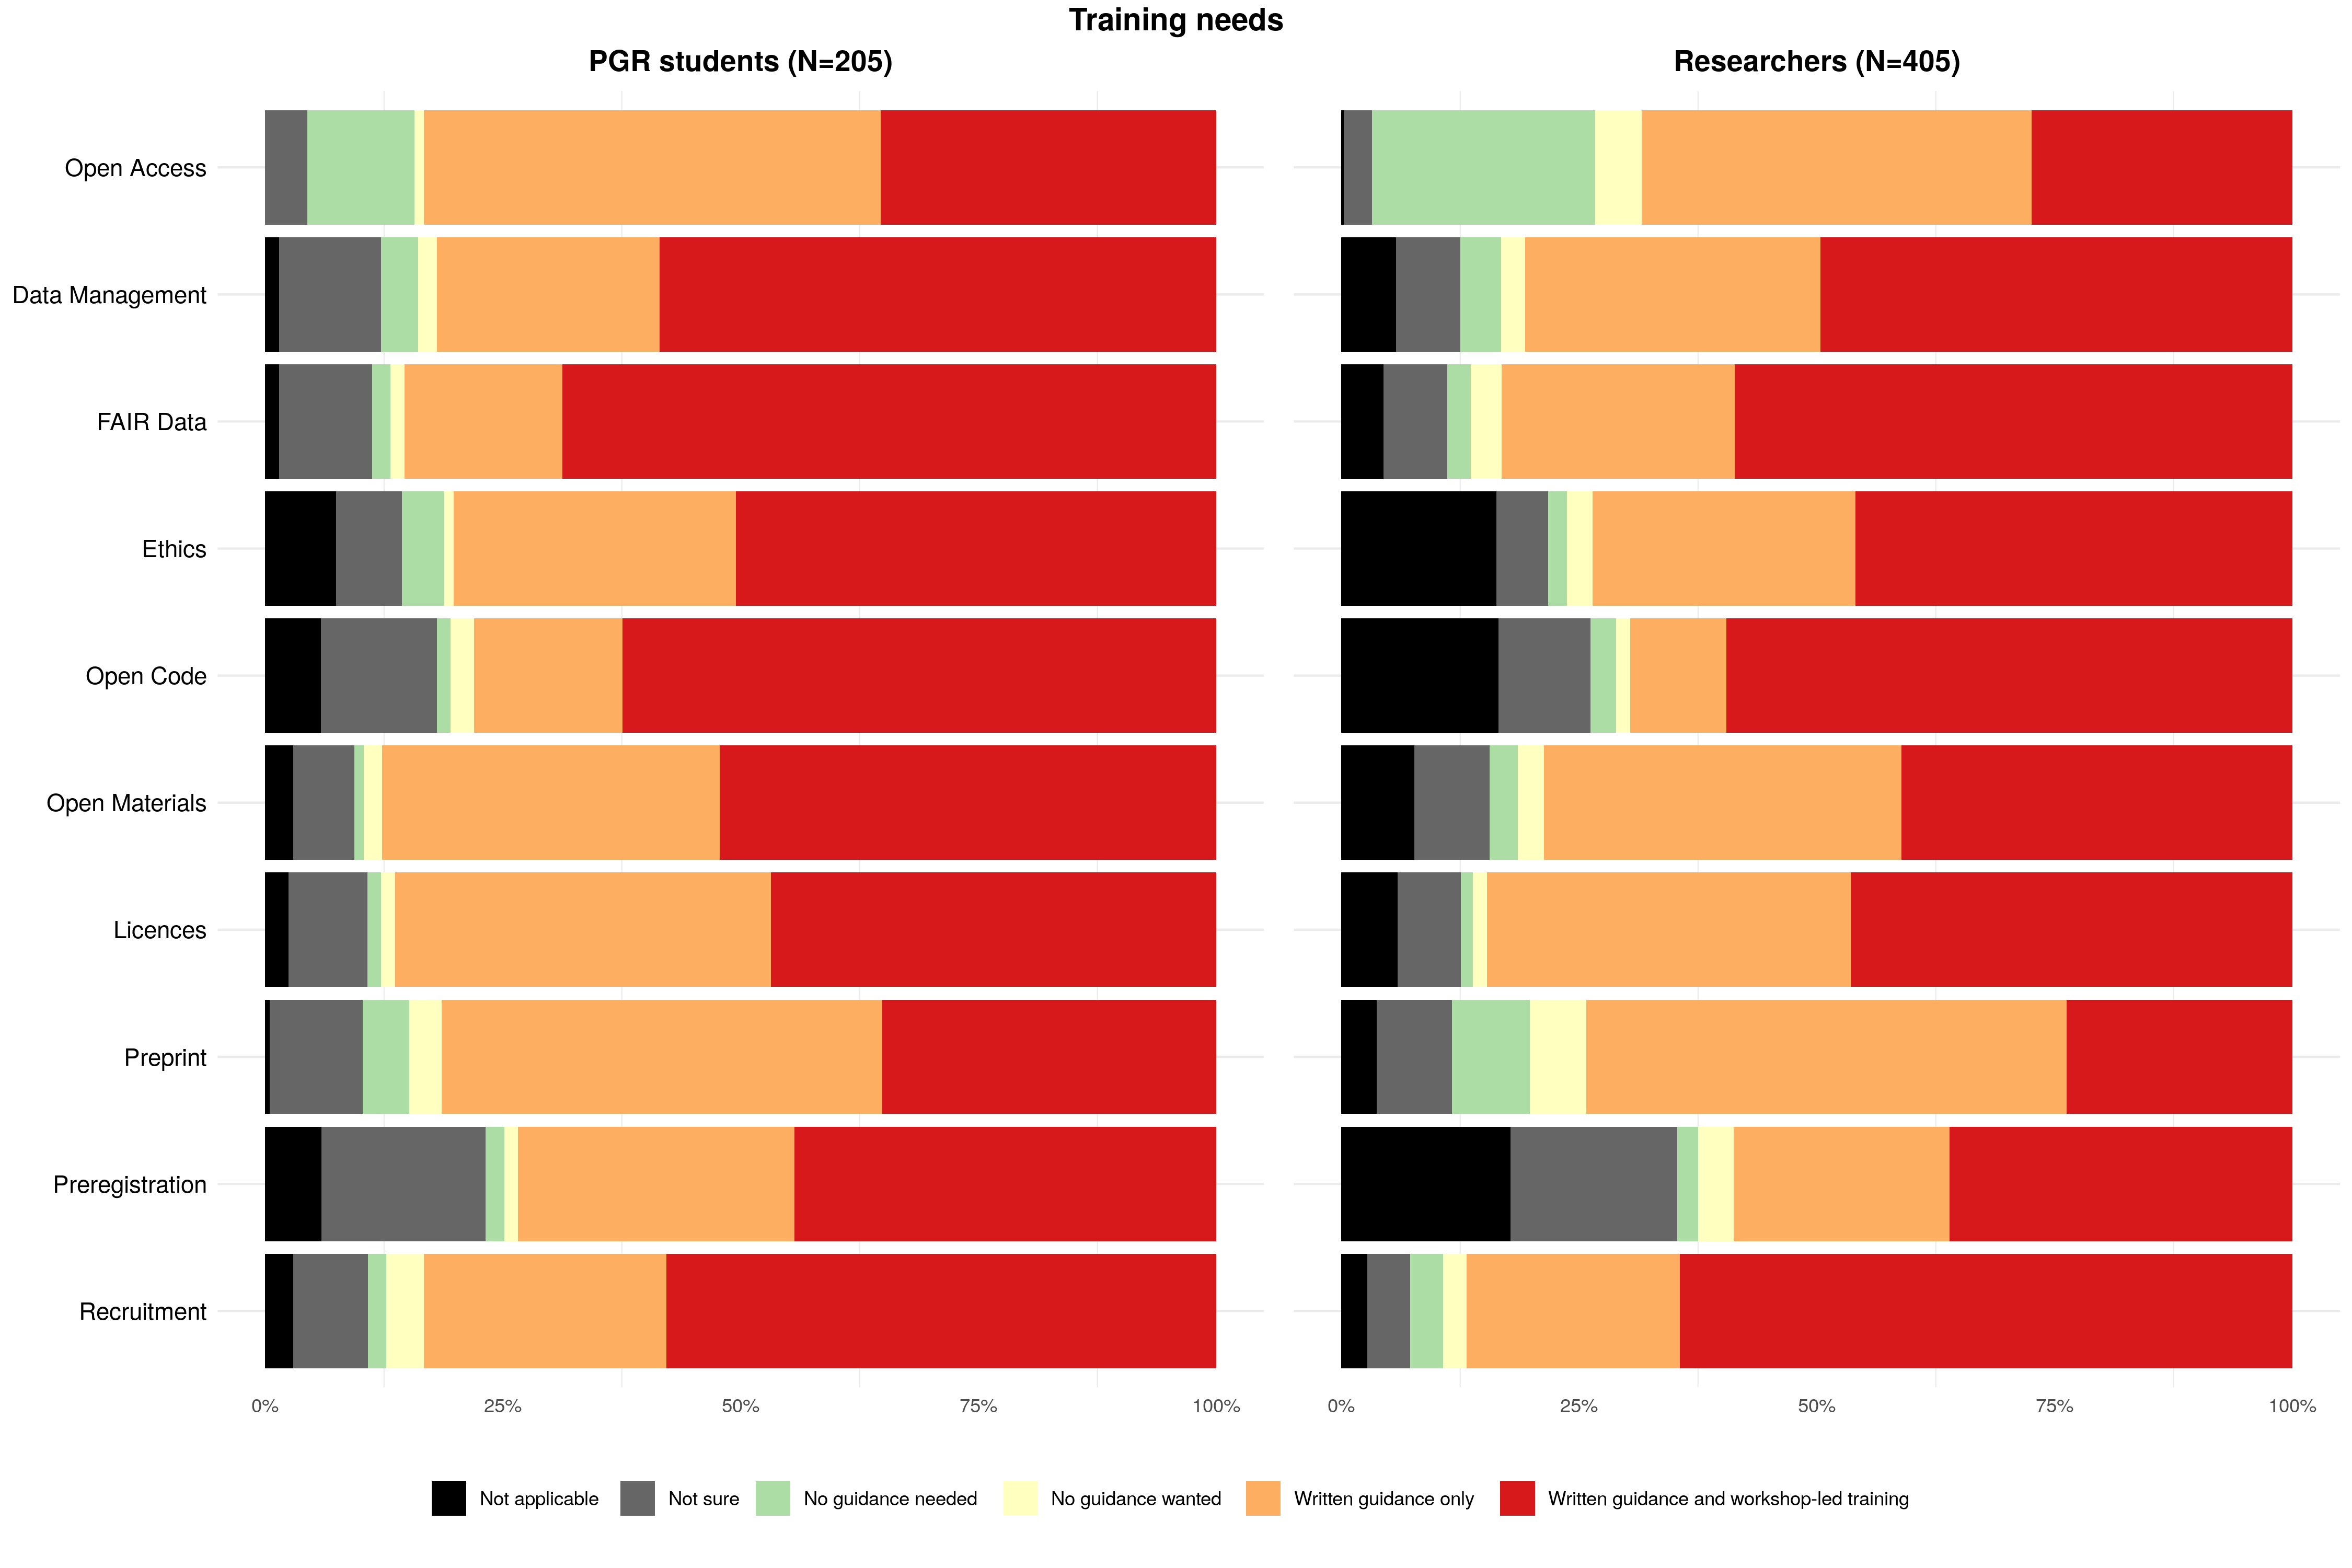 Training needs
PGR students (N=205)
Researchers (N=405)
Open Access
Data Management
FAIR Data
Ethics
Open Code
Open Materials
Licences
Preprint
Preregistration
Recruitment
0% 25% 50% 75% 100%
0% 25% 50% 75% 100%
Not applicable Not sure No guidance needed No guidance wanted Written guidance only Written guidance and workshop-led training